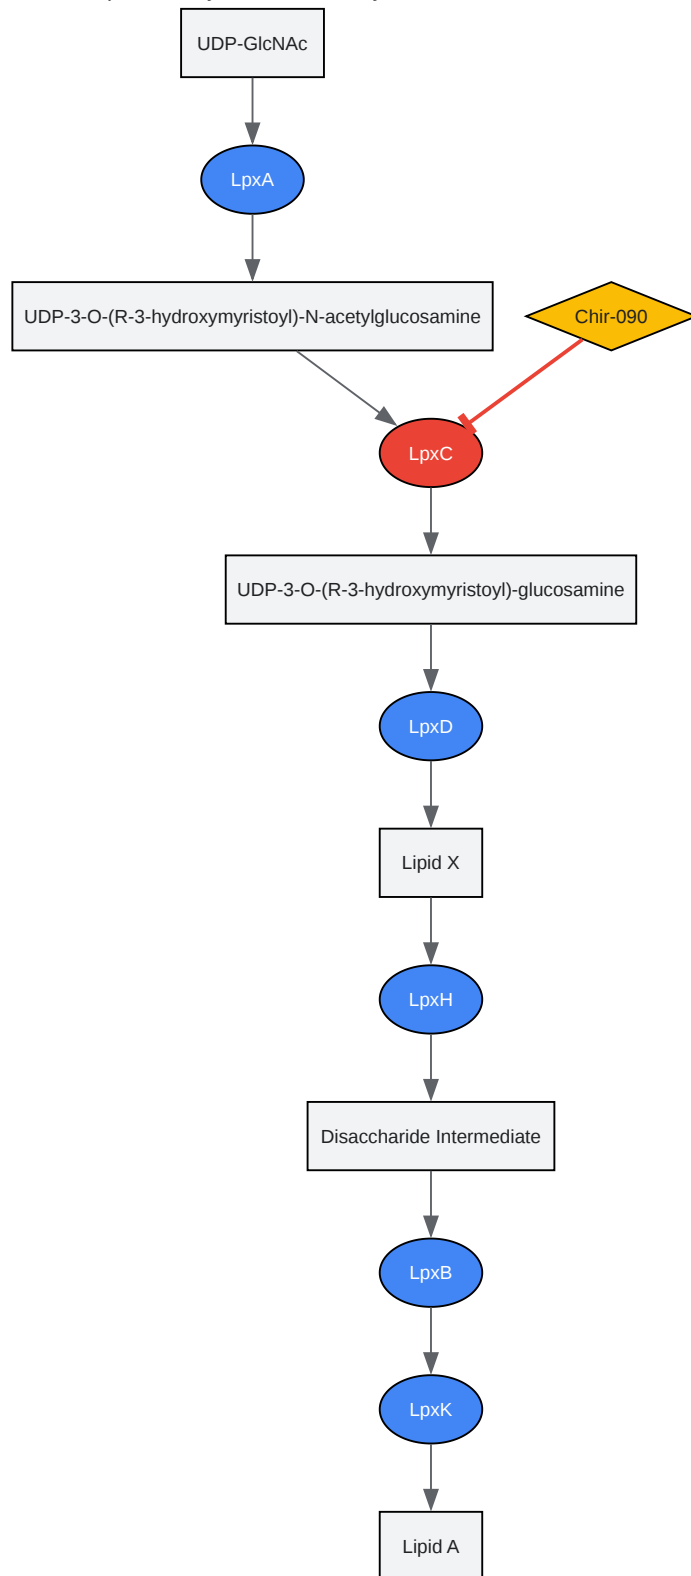 UDP-GlcNAc
LpxA
UDP-3-O-(R-3-hydroxymyristoyl)-N-acetylglucosamine
Chir-090
LpxC
UDP-3-O-(R-3-hydroxymyristoyl)-glucosamine
LpxD
Lipid X
LpxH
Disaccharide Intermediate
LpxB
LpxK
Lipid A